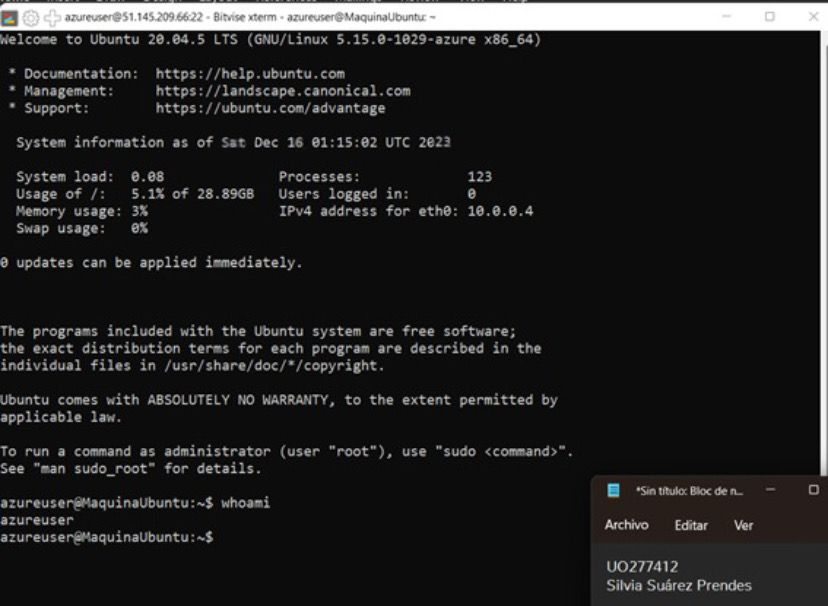 azureuser@51.145.209.66:22 - Bitvise xterm - azureuser@MaquinaUbuntu: ~
Welcome to Ubuntu 20.04.5 LTS (GNU/Linux 5.15.0-1029-azure x86_64)
* Documentation: https://help.ubuntu.com
* Management: https://landscape.canonical.com
* Support: https://ubuntu.com/advantage
System information as of Sat Dec 16 01:15:02 UTC 2023
System load: 0.08 Processes: 123
Usage of /: 5.1% of 28.89GB Users logged in: 0
Memory usage: 3% IPv4 address for eth0: 10.0.0.4
Swap usage: 0%
0 updates can be applied immediately.
The programs included with the Ubuntu system are free software;
the exact distribution terms for each program are described in the
individual files in /usr/share/doc/*/copyright.
Ubuntu comes with ABSOLUTELY NO WARRANTY, to the extent permitted by
applicable law.
To run a command as administrator (user "root"), use "sudo <command>".
See "man sudo_root" for details.
azureuser@MaquinaUbuntu:~$ whoami
azureuser
azureuser@MaquinaUbuntu:~$
*Sin título: Bloc de n...
Archivo Editar Ver
UO277412
Silvia Suárez Prendes